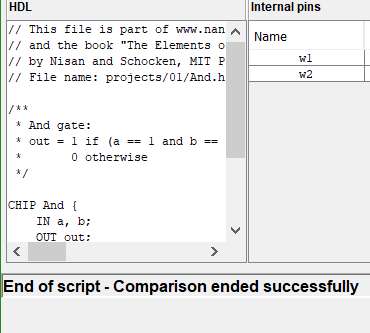 HDL
Internal pins
// This file is part of www.nan
// and the book "The Elements o
// by Nisan and Schocken, MIT P
// File name: projects/01/And.h
/**
* And gate:
* out = 1 if (a == 1 and b ==
* 0 otherwise
*/
CHIP And {
IN a, b;
OUT out;
Name
w1
w2
End of script - Comparison ended successfully